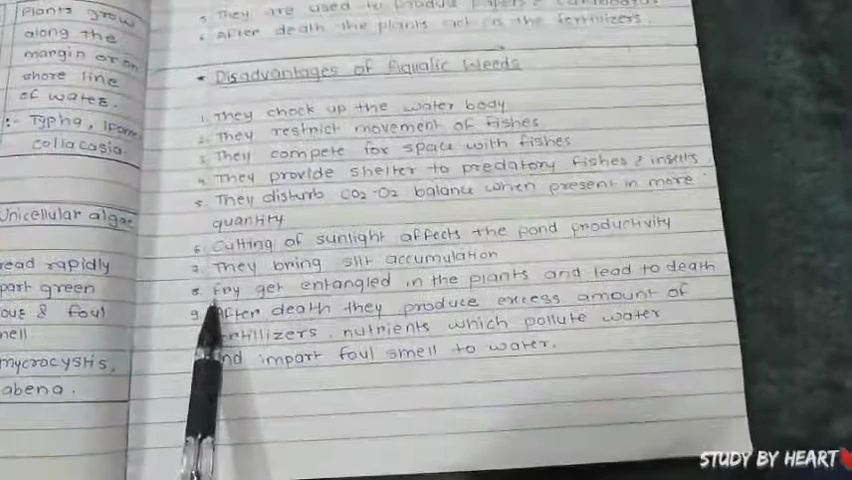 Plants grow
along the
margin or on
shore line
of water.
:- Typha, Ipom
collacasia.
Unicellular algae
read rapidly
part green
ous & foul
mell
mycrocystis,
abena.
5 They are used to produce papers &
6 After death the plants act as the fertilizers.
Disadvantages of Aquatic Weeds
1. They chock up the water body
2. They restrict movement of fishes
3. They compete for space with fishes
4. They provide shelter to predatory fishes & insects
5. They disturb CO2-O2 balance when present in more
quantity
6. Cutting of sunlight affects the pond productivity
7. They bring silt accumulation
8 Fry get entangled in the plants and lead to death
9. After death they produce excess amount of
fertilizers, nutrients which pollute water
nd impart foul smell to water.
STUDY BY HEART